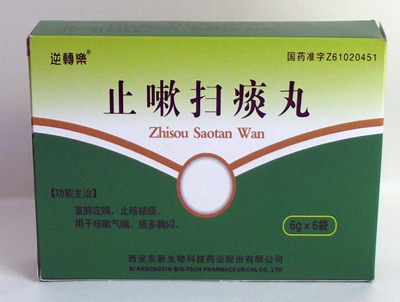 逆轉樂®
国药准字Z61020451
止嗽扫痰丸
Zhisou Saotan Wan
【功能主治】
宣肺定喘、止咳祛痰。
用于咳嗽气喘，痰多胸闷。
6g×6袋
西安东新生物科技药业股份有限公司
XI'ANDONGXIN BIO-TECH PHARMACEURICAL CO.,LTD